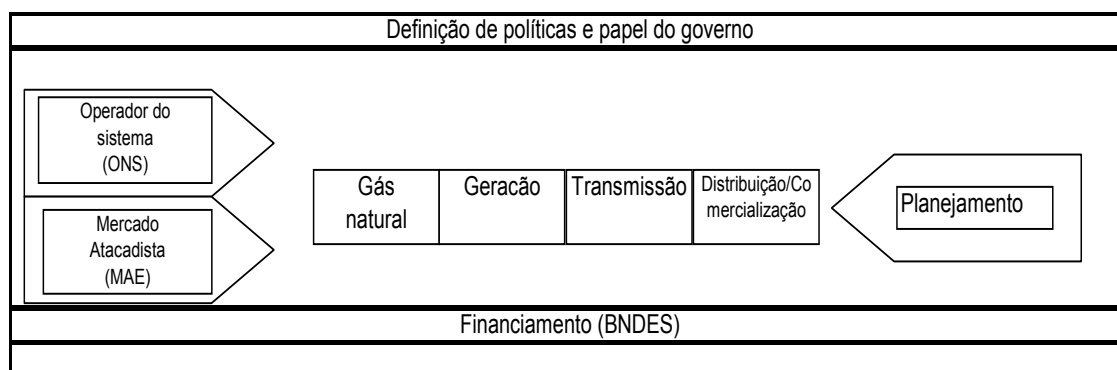 Definição de políticas e papel do governo
Operador do
sistema
(ONS)
Mercado
Atacadista
(MAE)
Gás
natural
Geracão
Transmissão
Distribuição/Co
mercialização
Planejamento
Financiamento (BNDES)